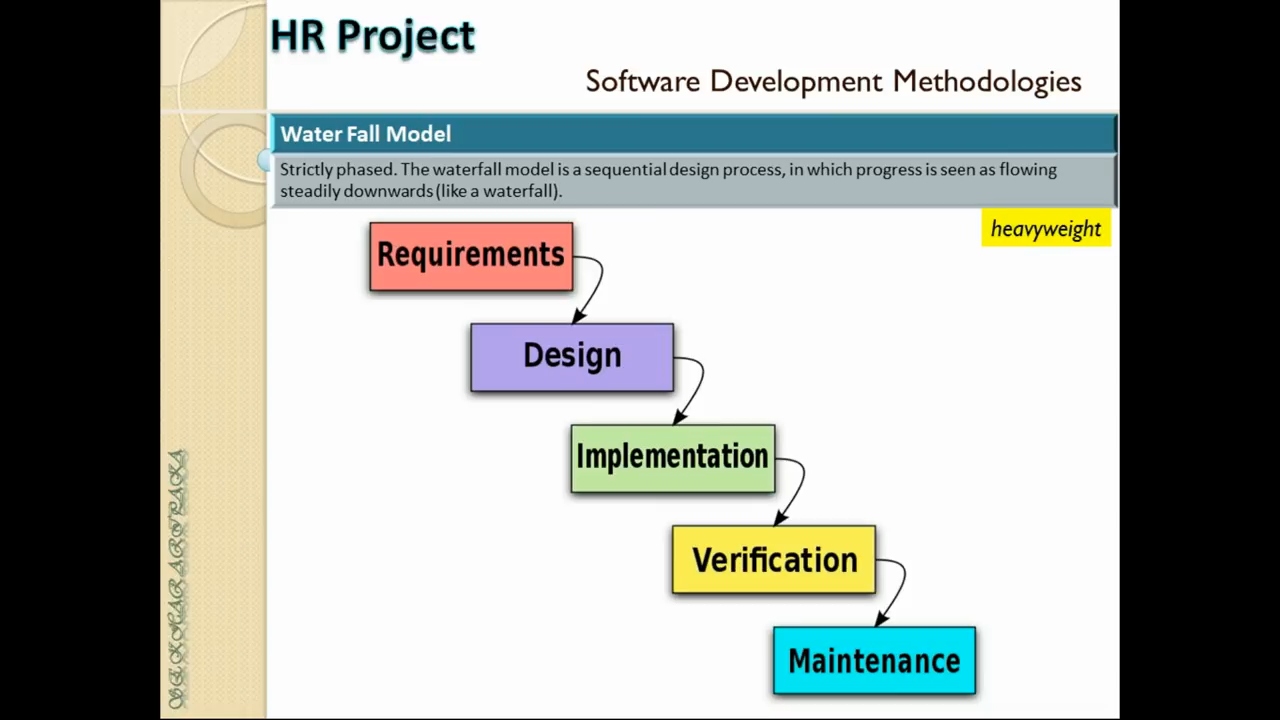 HR Project
Software Development Methodologies
Water Fall Model
Strictly phased. The waterfall model is a sequential design process, in which progress is seen as flowing
steadily downwards (like a waterfall).
heavyweight
Requirements
Design
Implementation
Verification
Maintenance